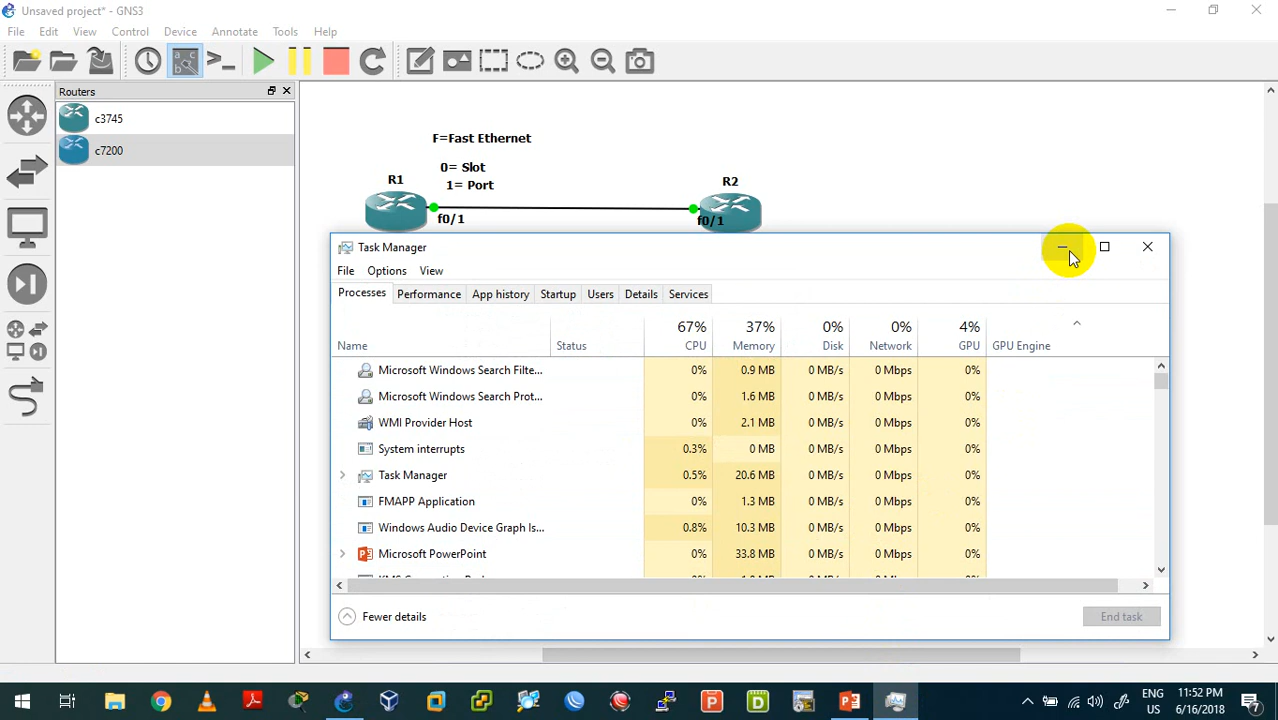 Unsaved project* - GNS3
File Edit View Control Device Annotate Tools Help
Routers
c3745
c7200
F=Fast Ethernet
0= Slot
1= Port
R1
R2
f0/1
f0/1
Task Manager
File Options View
Processes Performance App history Startup Users Details Services
67% 37% 0% 0% 4%
Name Status CPU Memory Disk Network GPU GPU Engine
Microsoft Windows Search Filte... 0% 0.9 MB 0 MB/s 0 Mbps 0%
Microsoft Windows Search Prot... 0% 1.6 MB 0 MB/s 0 Mbps 0%
WMI Provider Host 0% 2.1 MB 0 MB/s 0 Mbps 0%
System interrupts 0.3% 0 MB 0 MB/s 0 Mbps 0%
Task Manager 0.5% 20.6 MB 0 MB/s 0 Mbps 0%
FMAPP Application 0% 1.3 MB 0 MB/s 0 Mbps 0%
Windows Audio Device Graph Is... 0.8% 10.3 MB 0 MB/s 0 Mbps 0%
Microsoft PowerPoint 0% 33.8 MB 0 MB/s 0 Mbps 0%
Fewer details
End task
ENG
US
11:52 PM
6/16/2018
7